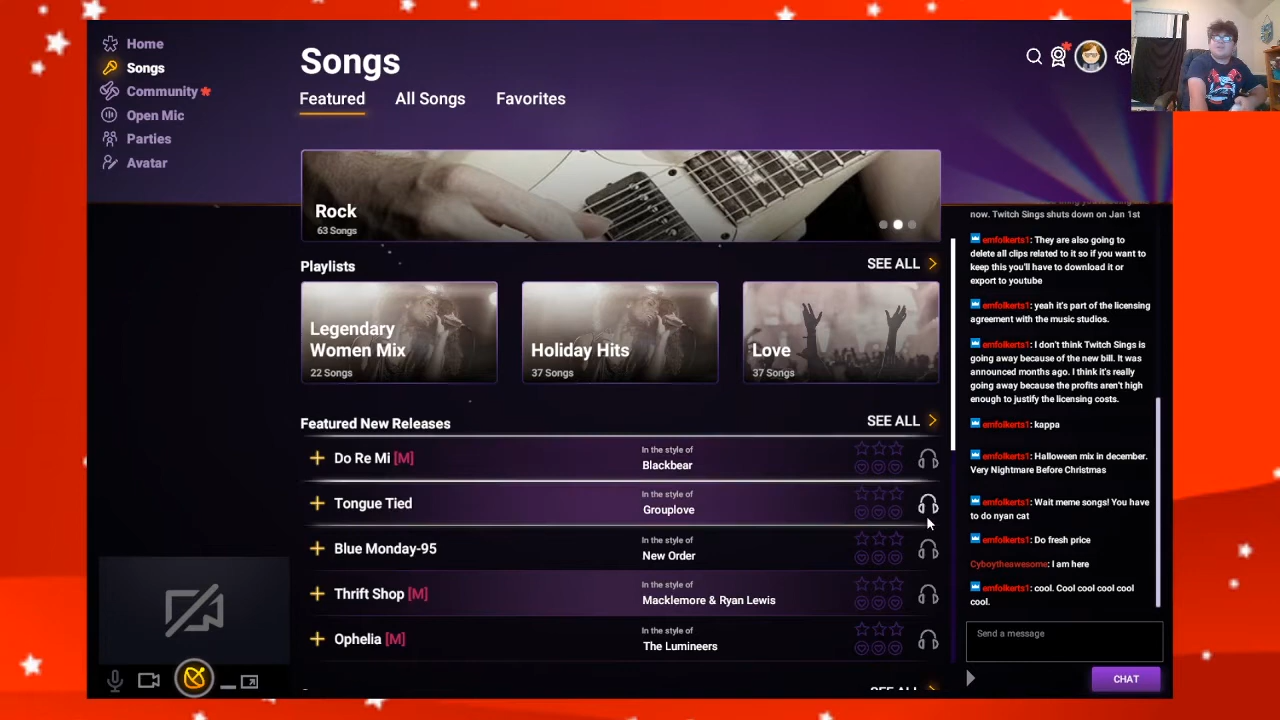 Home
Songs
Community
Open Mic
Parties
Avatar
Songs
Featured
All Songs
Favorites
Rock
63 Songs
Playlists
SEE ALL
Legendary
Women Mix
22 Songs
Holiday Hits
37 Songs
Love
37 Songs
Featured New Releases
SEE ALL
Do Re Mi [M]
In the style of
Blackbear
Tongue Tied
In the style of
Grouplove
Blue Monday-95
In the style of
New Order
Thrift Shop [M]
In the style of
Macklemore & Ryan Lewis
Ophelia [M]
In the style of
The Lumineers
SEE ALL
now. Twitch Sings shuts down on Jan 1st
emfolkerts1: They are also going to
delete all clips related to it so if you want to
keep this you'll have to download it or
export to youtube
emfolkerts1: yeah it's part of the licensing
agreement with the music studios.
emfolkerts1: I don't think Twitch Sings is
going away because of the new bill. It was
announced months ago. I think it's really
going away because the profits aren't high
enough to justify the licensing costs.
emfolkerts1: kappa
emfolkerts1: Halloween mix in december.
Very Nightmare Before Christmas
emfolkerts1: Wait meme songs! You have
to do nyan cat
emfolkerts1: Do fresh price
Cyboytheawesome: I am here
emfolkerts1: cool. Cool cool cool cool
cool.
Send a message
CHAT